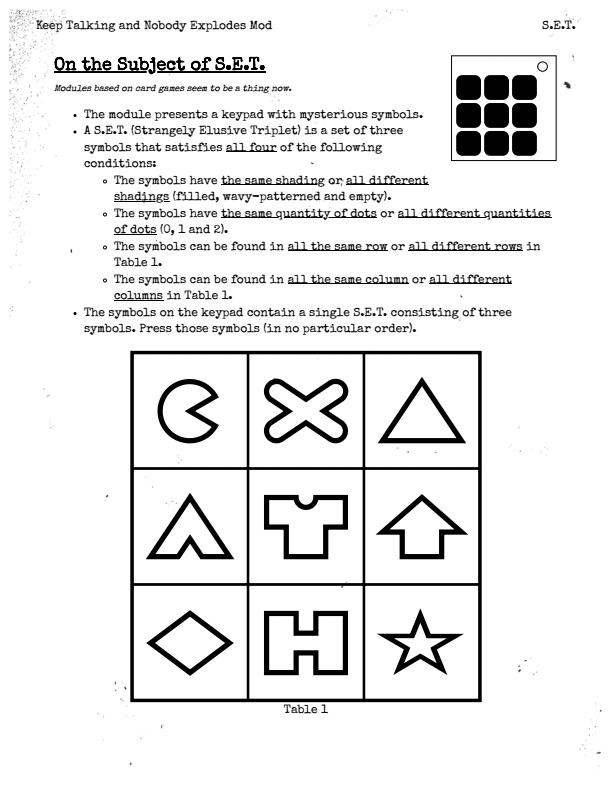 Keep Talking and Nobody Explodes Mod S.E.T.
On the Subject of S.E.T.
Modules based on card games seem to be a thing now.
• The module presents a keypad with mysterious symbols.
• A S.E.T. (Strangely Elusive Triplet) is a set of three
symbols that satisfies all four of the following
conditions:
◦ The symbols have the same shading or all different
shadings (filled, wavy-patterned and empty).
◦ The symbols have the same quantity of dots or all different quantities
of dots (0, 1 and 2).
◦ The symbols can be found in all the same row or all different rows in
Table 1.
◦ The symbols can be found in all the same column or all different
columns in Table 1.
• The symbols on the keypad contain a single S.E.T. consisting of three
symbols. Press those symbols (in no particular order).
Table 1